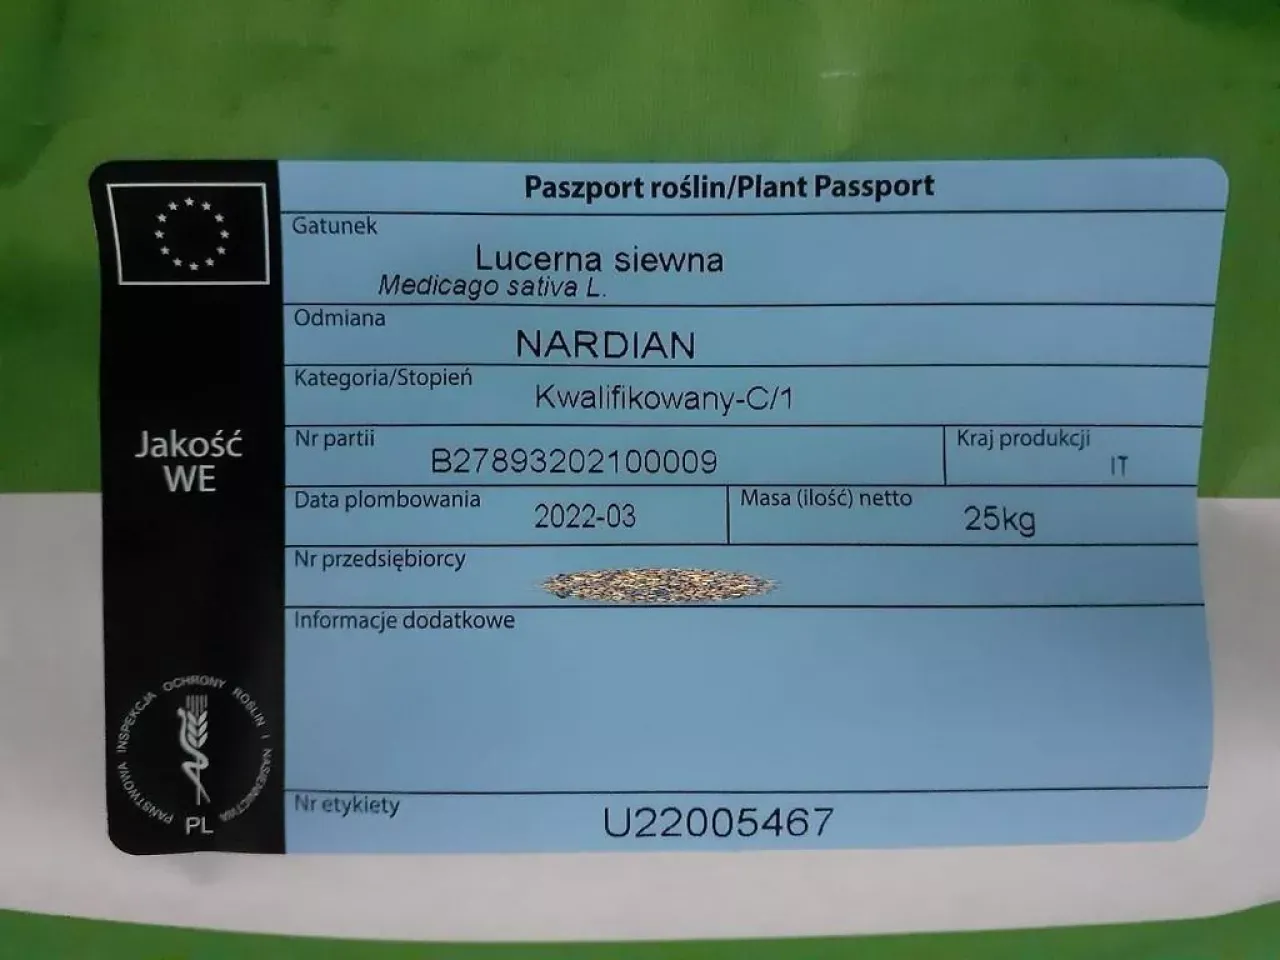 Paszport roślin/Plant Passport
Gatunek
Lucerna siewna
Medicago sativa L.
Odmiana
NARDIAN
Kategoria/Stopień
Kwalifikowany-C/1
Nr partii
B27893202100009
Kraj produkcji
IT
Data plombowania
2022-03
Masa (ilość) netto
25kg
Nr przedsiębiorcy
Informacje dodatkowe
Nr etykiety
U22005467
Jakość
WE
PAŃSTWOWA INSPEKCJA OCHRONY ROŚLIN I NASIENNICTWA
PL